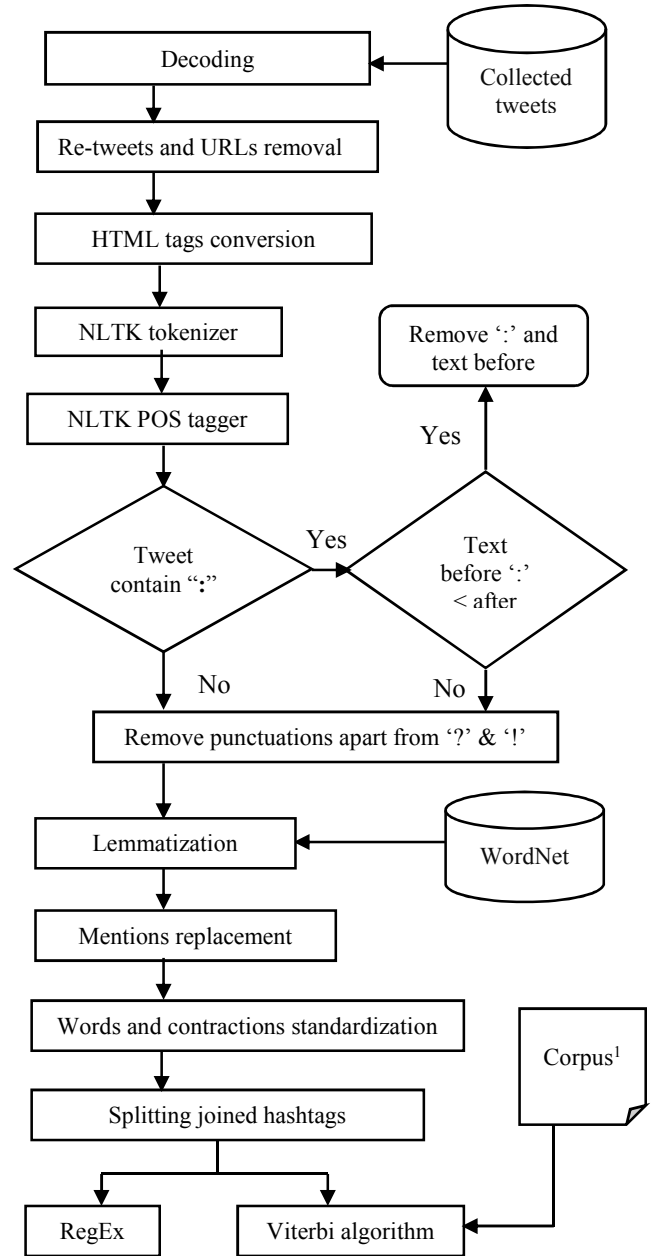 Decoding
Collected
tweets
Re-tweets and URLs removal
HTML tags conversion
NLTK tokenizer
Remove ‘:’ and
text before
NLTK POS tagger
Yes
Tweet
contain “:”
Yes
Text
before ‘:’
< after
No
No
Remove punctuations apart from ‘?’ & ‘!’
Lemmatization
WordNet
Mentions replacement
Words and contractions standardization
Corpus¹
Splitting joined hashtags
RegEx
Viterbi algorithm